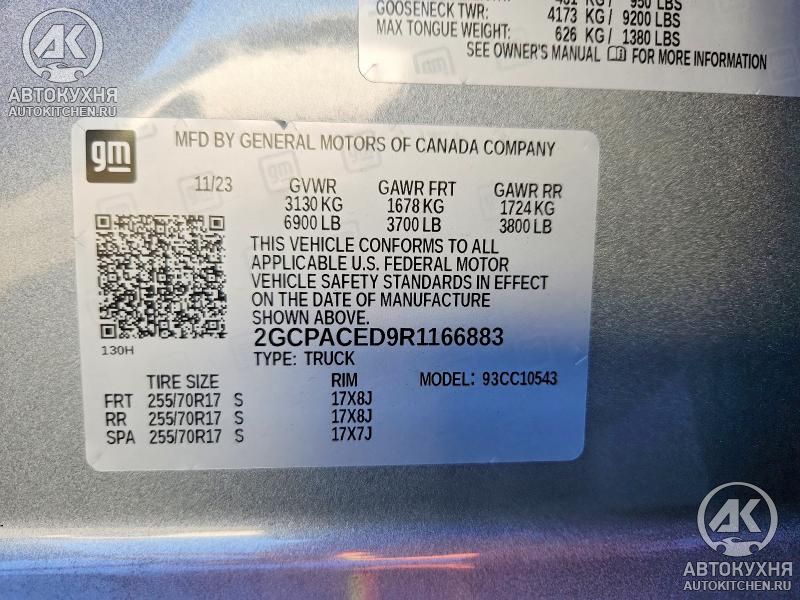 AK
АВТОКУХНЯ
AUTOKITCHEN.RU
950 LBS
GOOSENECK TWR: 4173 KG / 9200 LBS
MAX TONGUE WEIGHT: 626 KG / 1380 LBS
SEE OWNER'S MANUAL FOR MORE INFORMATION
gm
MFD BY GENERAL MOTORS OF CANADA COMPANY
11/23 GVWR GAWR FRT GAWR RR
3130 KG 1678 KG 1724 KG
6900 LB 3700 LB 3800 LB
THIS VEHICLE CONFORMS TO ALL
APPLICABLE U.S. FEDERAL MOTOR
VEHICLE SAFETY STANDARDS IN EFFECT
ON THE DATE OF MANUFACTURE
SHOWN ABOVE.
130H
2GCPACED9R1166883
TYPE: TRUCK
TIRE SIZE RIM MODEL: 93CC10543
FRT 255/70R17 S 17X8J
RR 255/70R17 S 17X8J
SPA 255/70R17 S 17X7J
AK
АВТОКУХНЯ
AUTOKITCHEN.RU